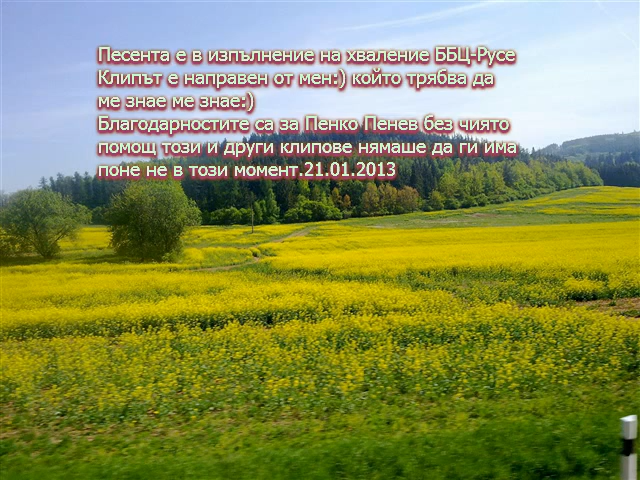 Песента е в изпълнение на хваление ББЦ-Русе
Клипът е направен от мен:) който трябва да
ме знае ме знае:)
Благодарностите са за Пенко Пенев без чиято
помощ този и други клипове нямаше да ги има
поне не в този момент.21.01.2013